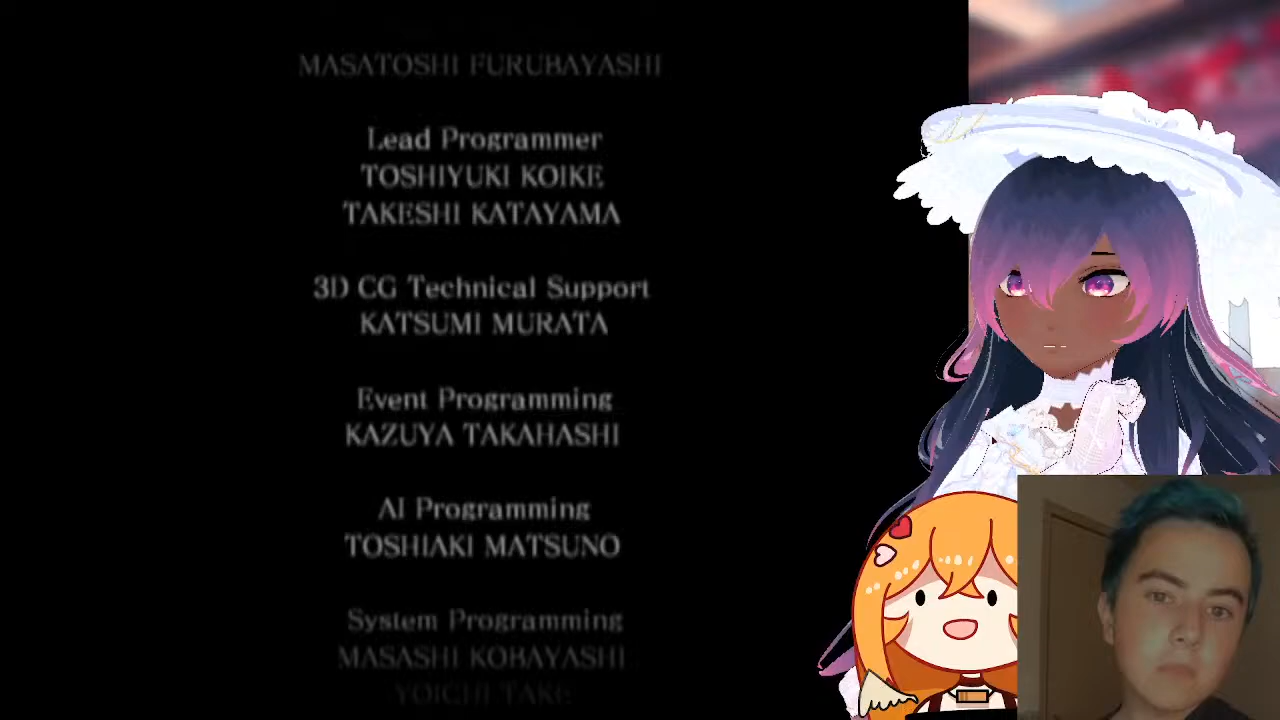 MASATOSHI FURUBAYASHI
Lead Programmer
TOSHIYUKI KOIKE
TAKESHI KATAYAMA
3D CG Technical Support
KATSUMI MURATA
Event Programming
KAZUYA TAKAHASHI
AI Programming
TOSHIAKI MATSUNO
System Programming
MASASHI KOBAYASHI
YOICHI